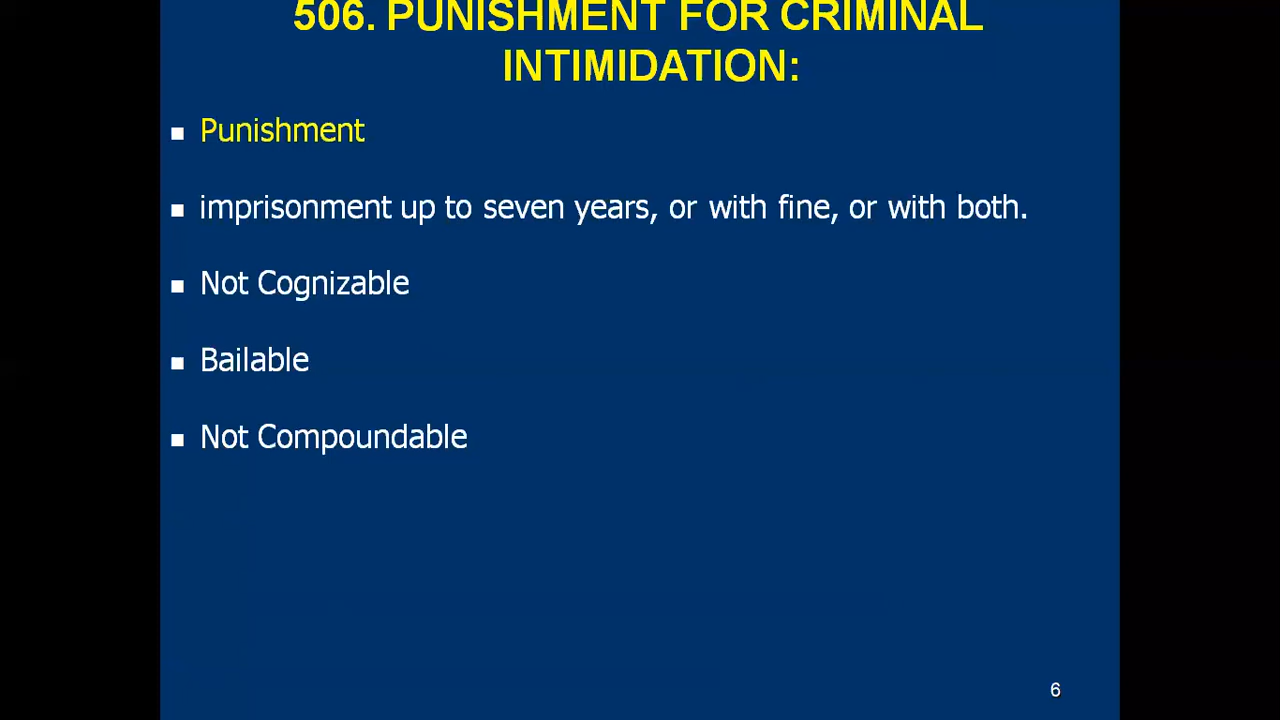 506. PUNISHMENT FOR CRIMINAL
INTIMIDATION:
Punishment
imprisonment up to seven years, or with fine, or with both.
Not Cognizable
Bailable
Not Compoundable
6